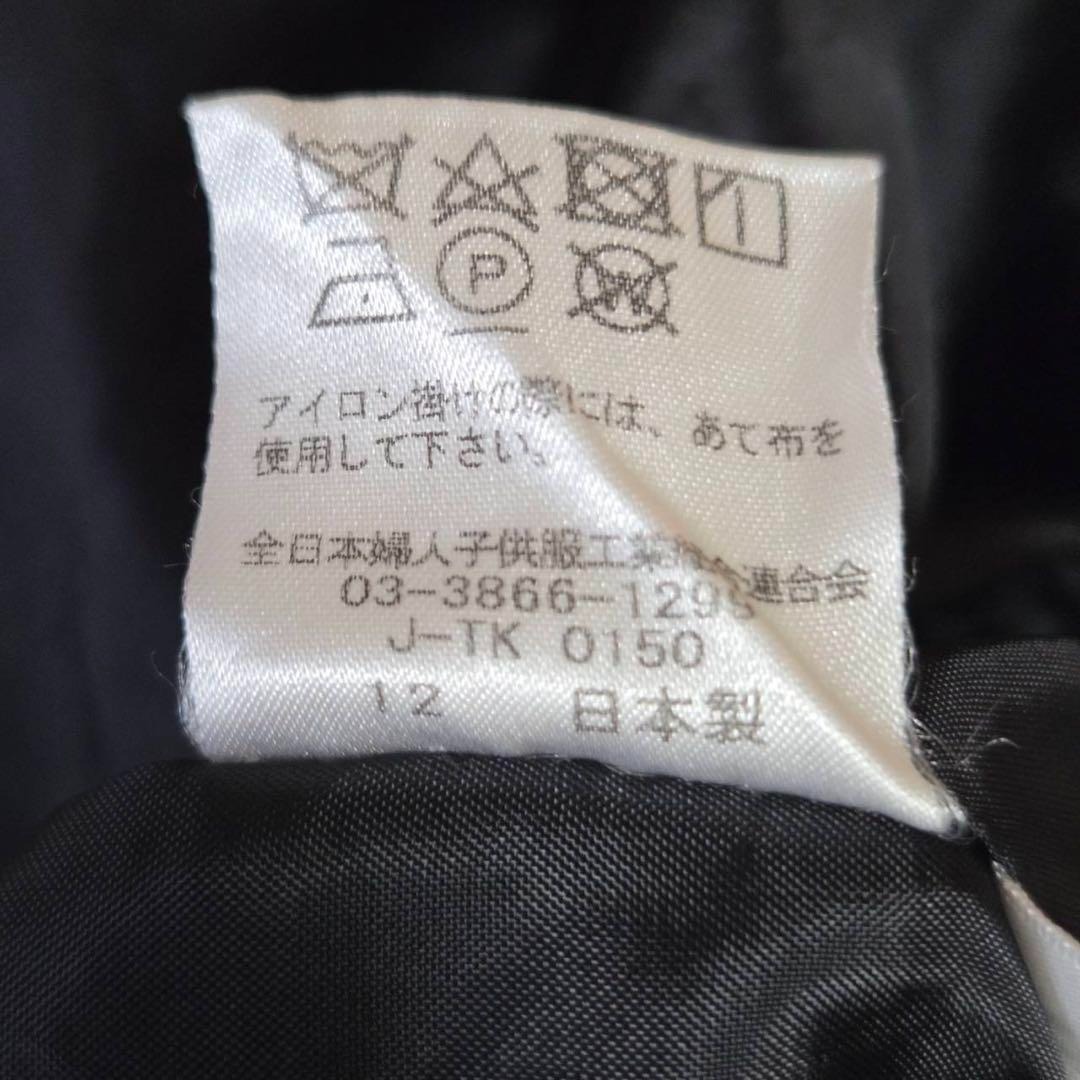 P
アイロン掛けの際には、あて布を
使用して下さい。
全日本婦人子供服工業組合連合会
03-3866-129
J-TK 0150
12 日本製